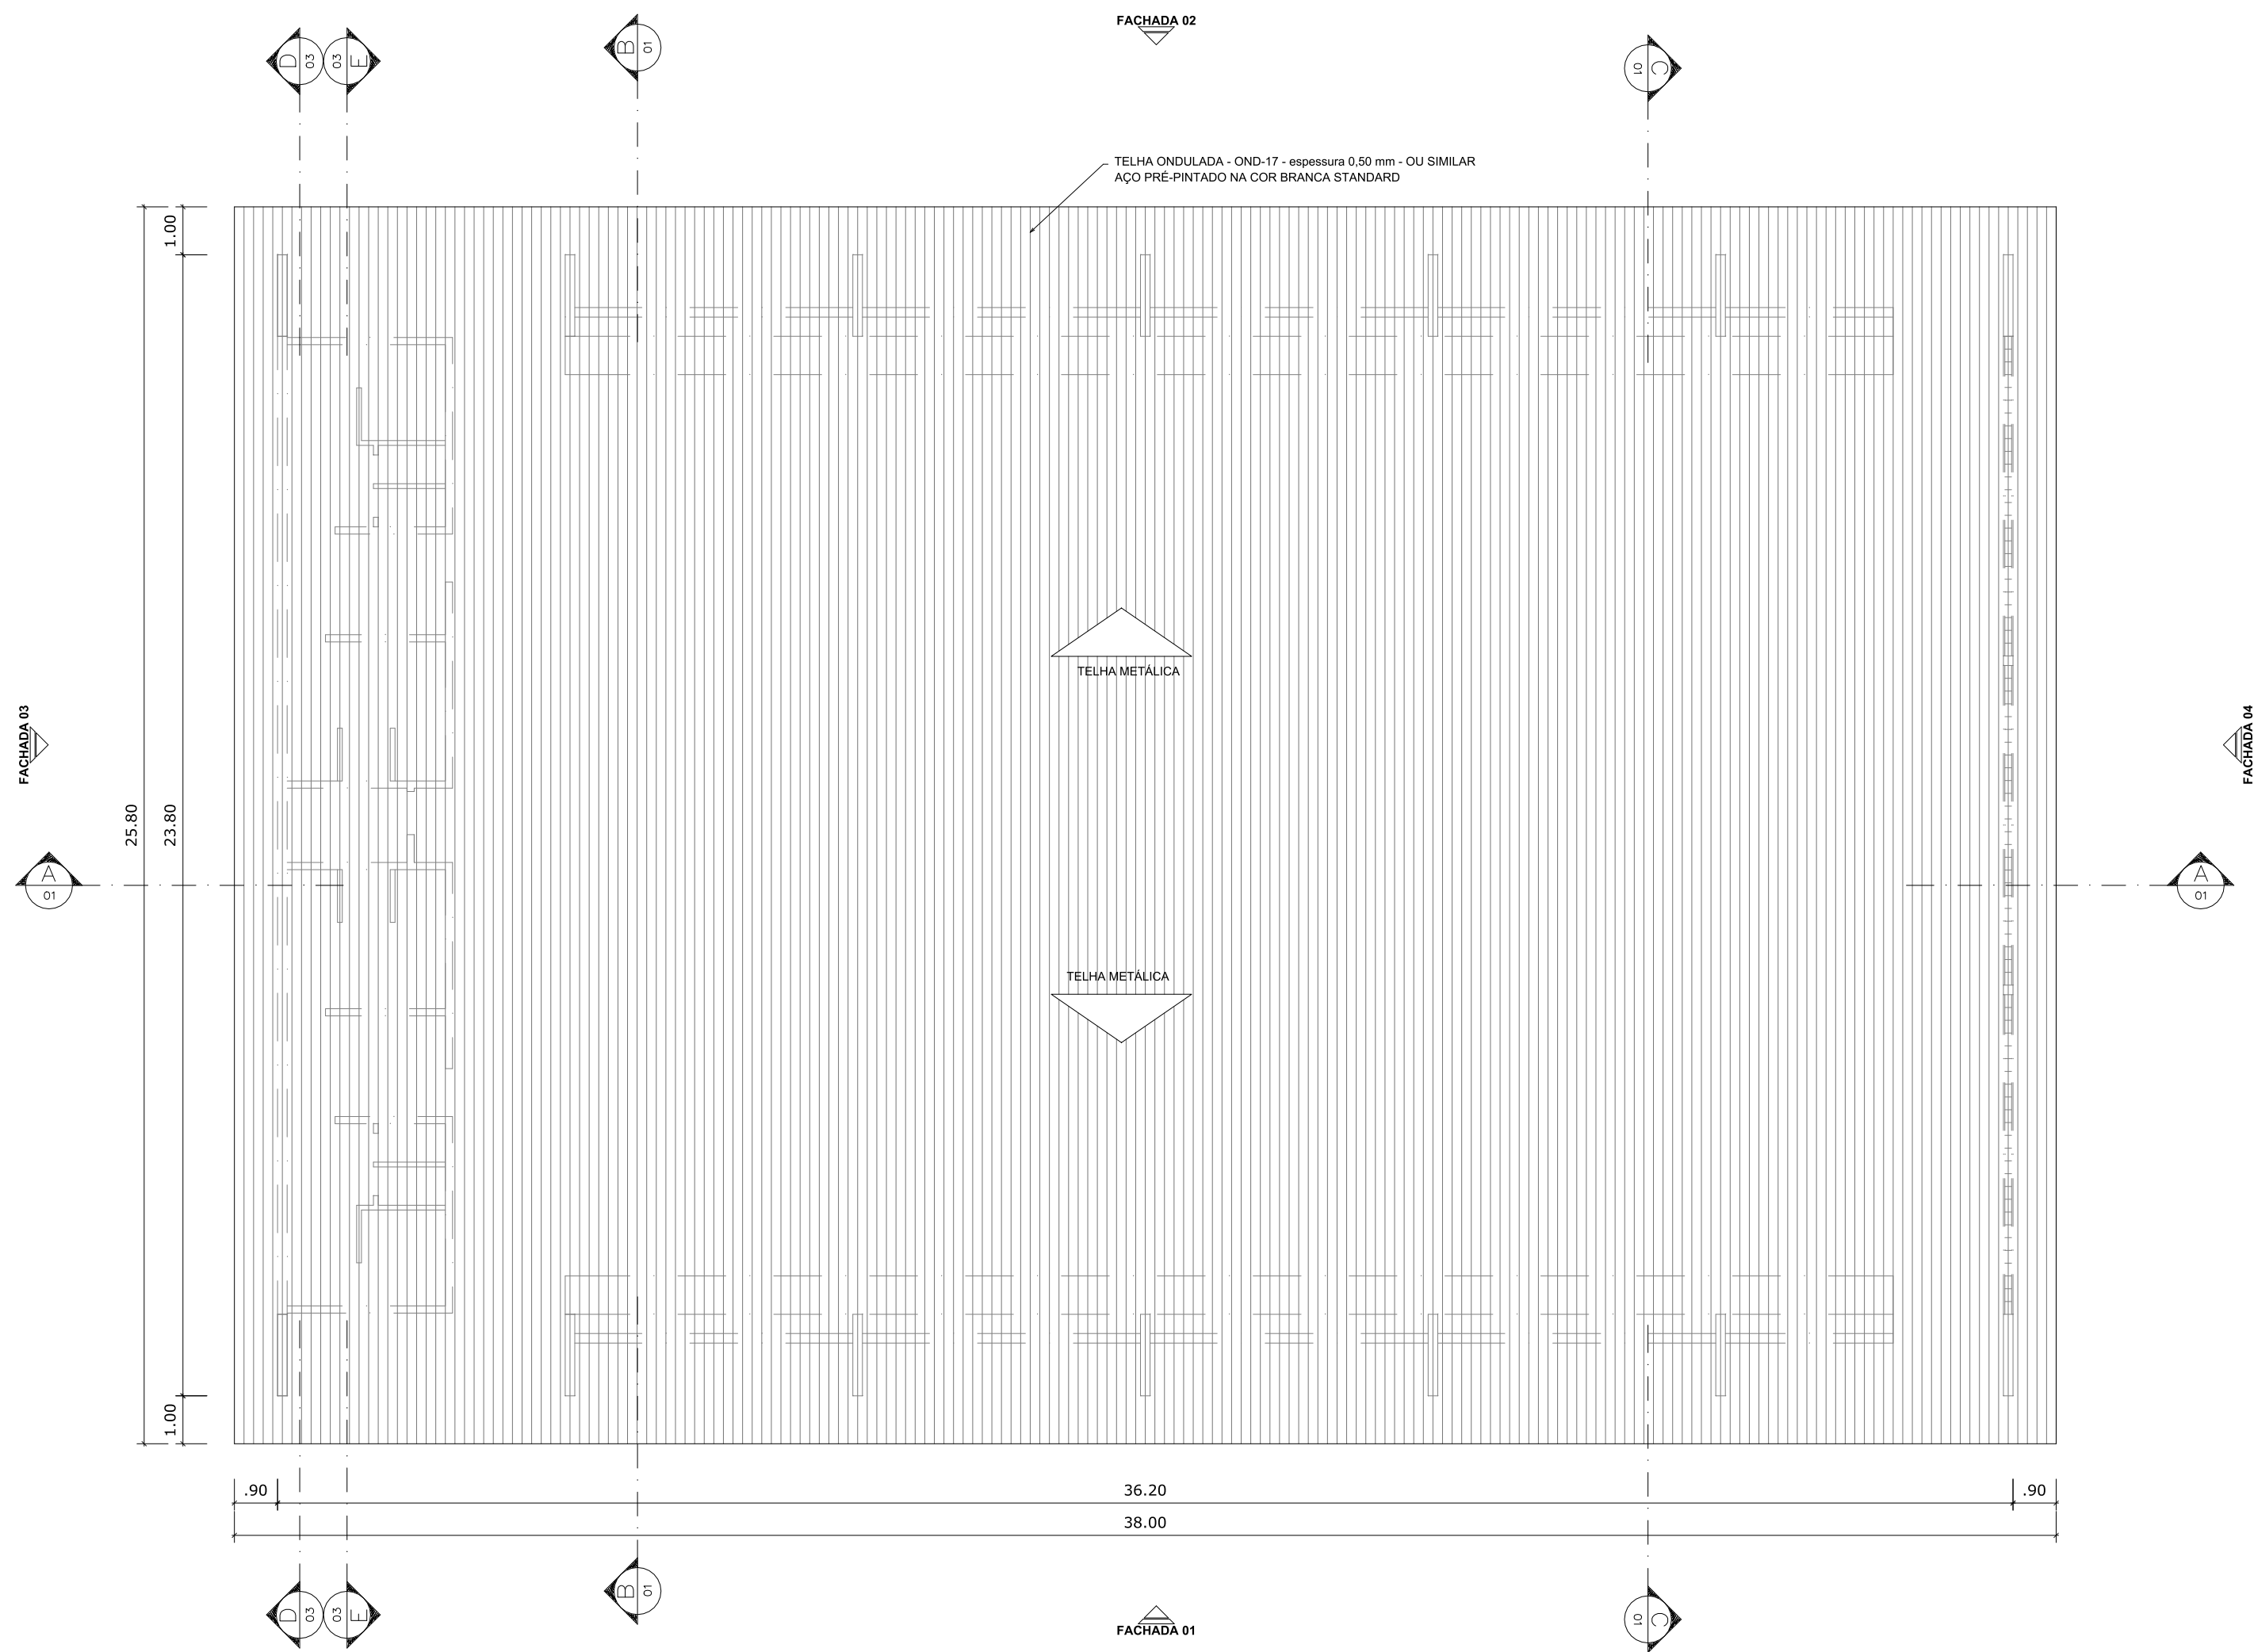 FACHADA 02
D
03
03
E
B
01
01
C
TELHA ONDULADA - OND-17 - espessura 0,50 mm - OU SIMILAR
AÇO PRÉ-PINTADO NA COR BRANCA STANDARD
1.00
TELHA METÁLICA
FACHADA 03
FACHADA 04
25.80
23.80
A
01
A
01
TELHA METÁLICA
1.00
.90
36.20
.90
38.00
D
03
03
E
B
01
01
C
FACHADA 01